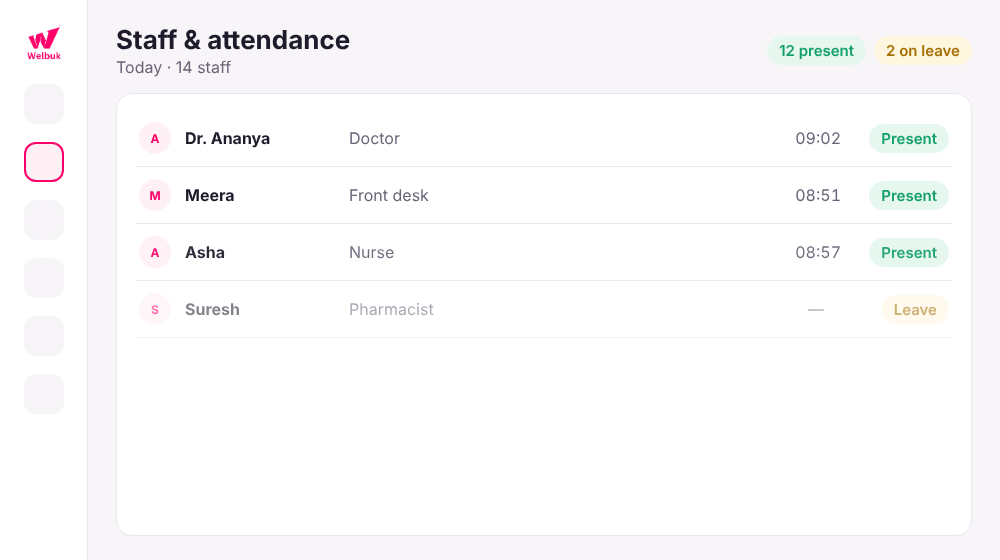 Welbuk
Staff & attendance
Today · 14 staff
12 present
2 on leave
A Dr. Ananya Doctor 09:02 Present
M Meera Front desk 08:51 Present
A Asha Nurse 08:57 Present
S Suresh Pharmacist — Leave